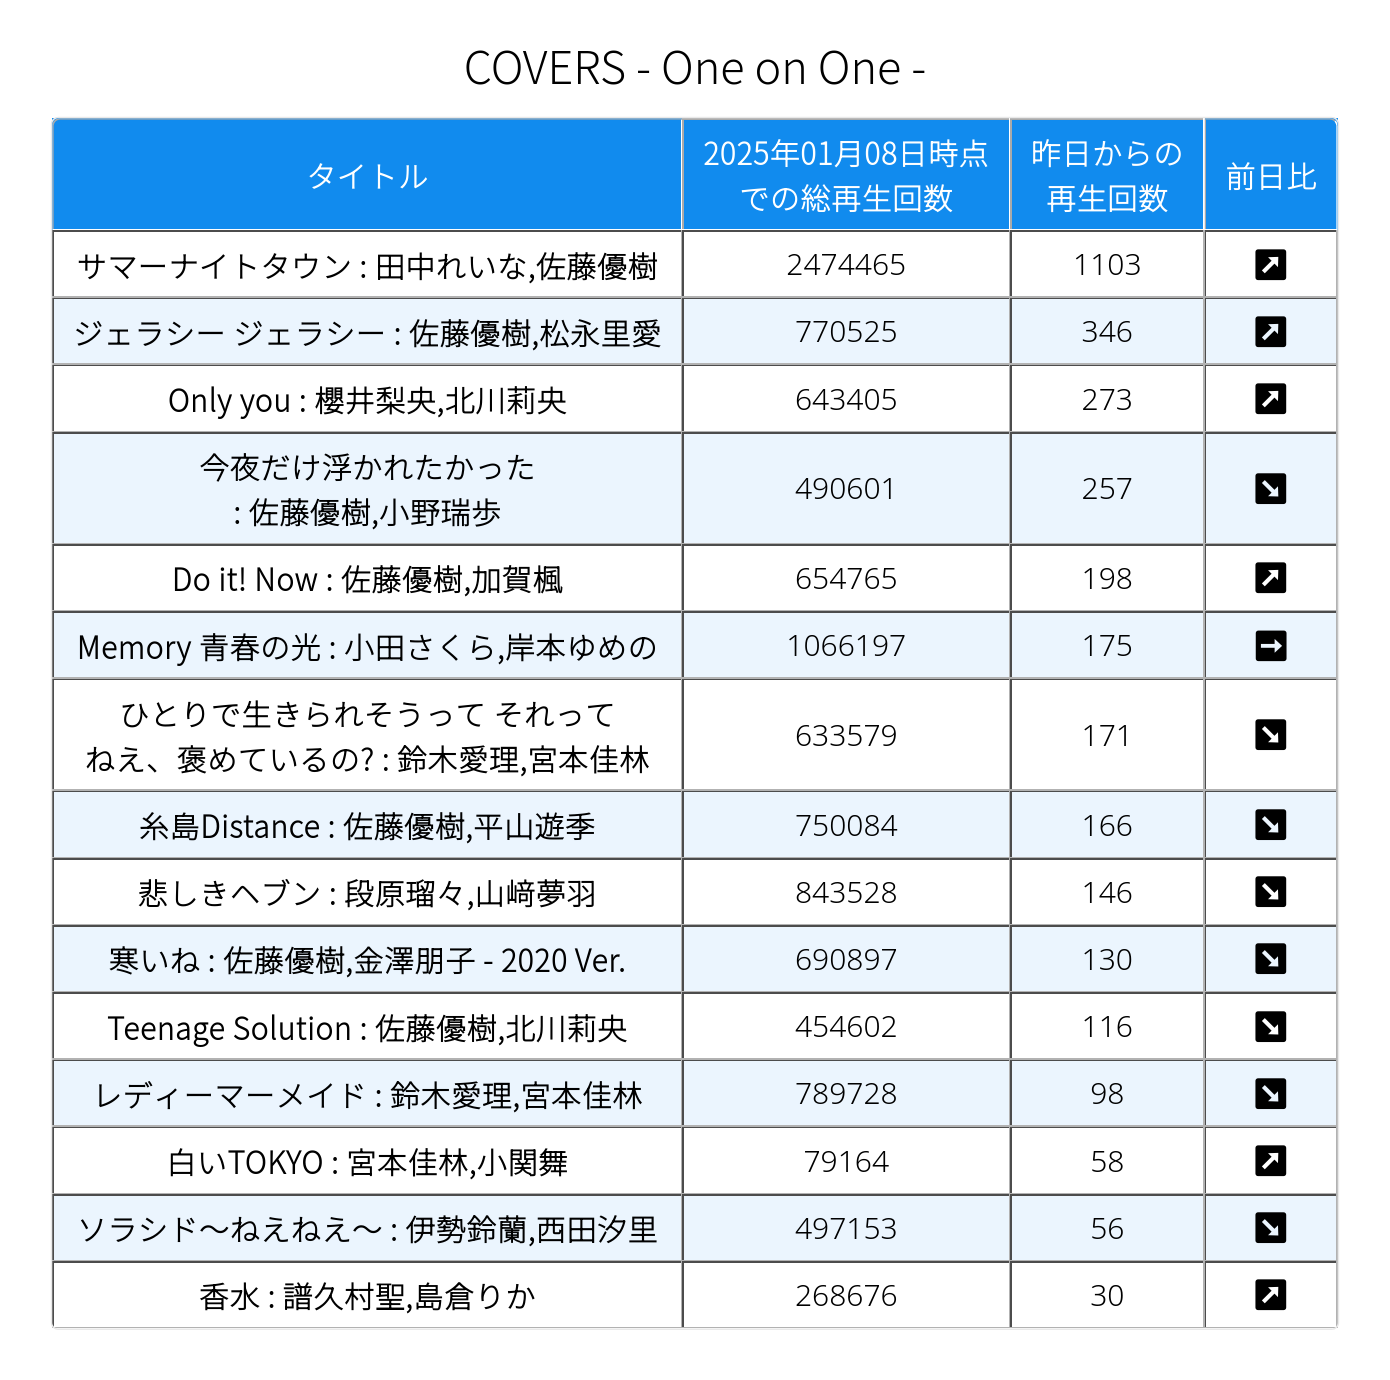 COVERS - One on One -
タイトル
2025年01月08日時点
での総再生回数
昨日からの
再生回数
前日比
サマーナイトタウン : 田中れいな,佐藤優樹 2474465 1103
ジェラシー ジェラシー : 佐藤優樹,松永里愛 770525 346
Only you : 櫻井梨央,北川莉央 643405 273
今夜だけ浮かれたかった
: 佐藤優樹,小野瑞歩 490601 257
Do it! Now : 佐藤優樹,加賀楓 654765 198
Memory 青春の光 : 小田さくら,岸本ゆめの 1066197 175
ひとりで生きられそうって それって
ねえ、褒めているの? : 鈴木愛理,宮本佳林 633579 171
糸島Distance : 佐藤優樹,平山遊季 750084 166
悲しきヘブン : 段原瑠々,山﨑夢羽 843528 146
寒いね : 佐藤優樹,金澤朋子 - 2020 Ver. 690897 130
Teenage Solution : 佐藤優樹,北川莉央 454602 116
レディーマーメイド : 鈴木愛理,宮本佳林 789728 98
白いTOKYO : 宮本佳林,小関舞 79164 58
ソラシド～ねえねえ～ : 伊勢鈴蘭,西田汐里 497153 56
香水 : 譜久村聖,島倉りか 268676 30